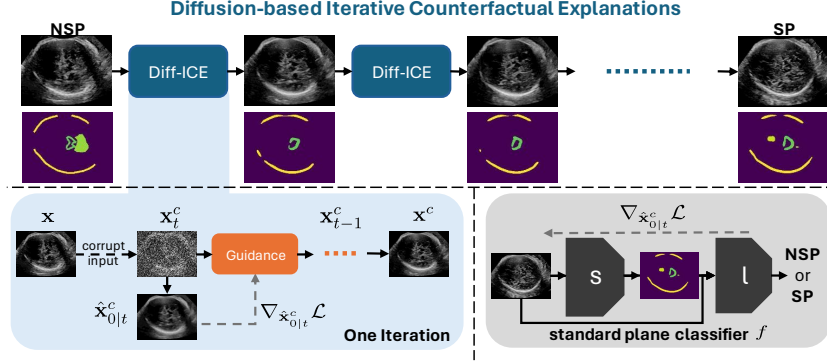 Diffusion-based Iterative Counterfactual Explanations
NSP
SP
Diff-ICE
Diff-ICE
x
x_t^c
x_{t-1}^c
x^c
corrupt
input
Guidance
x̂_{0|t}^c
∇_{x̂_{0|t}^c} ℒ
One Iteration
∇_{x̂_{0|t}^c} ℒ
S
l
NSP
or
SP
standard plane classifier f